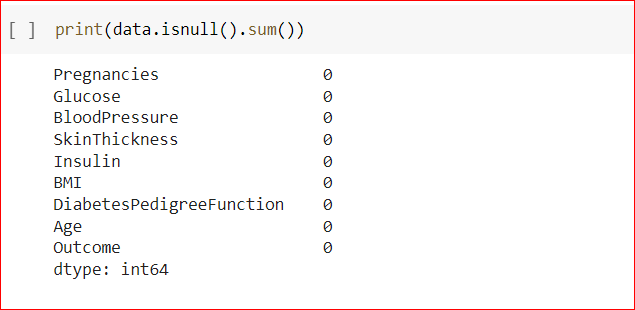 [ ] print(data.isnull().sum())
Pregnancies 0
Glucose 0
BloodPressure 0
SkinThickness 0
Insulin 0
BMI 0
DiabetesPedigreeFunction 0
Age 0
Outcome 0
dtype: int64